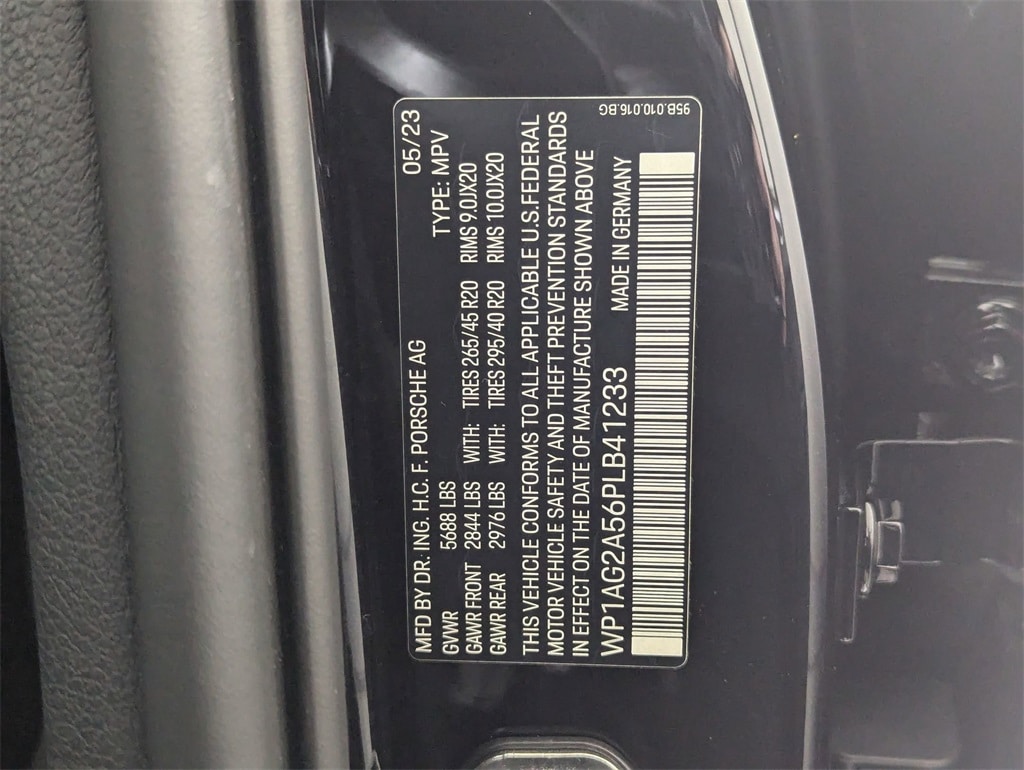 MFD BY DR. ING. H.C. F. PORSCHE AG 05/23
GVWR 5688 LBS TYPE: MPV
GAWR FRONT 2844 LBS WITH: TIRES 265/45 R20 RIMS 9.0JX20
GAWR REAR 2976 LBS WITH: TIRES 295/40 R20 RIMS 10.0JX20
THIS VEHICLE CONFORMS TO ALL APPLICABLE U.S.FEDERAL
MOTOR VEHICLE SAFETY AND THEFT PREVENTION STANDARDS
IN EFFECT ON THE DATE OF MANUFACTURE SHOWN ABOVE
WP1AG2A56PLB41233 MADE IN GERMANY
95B.010.016.BG